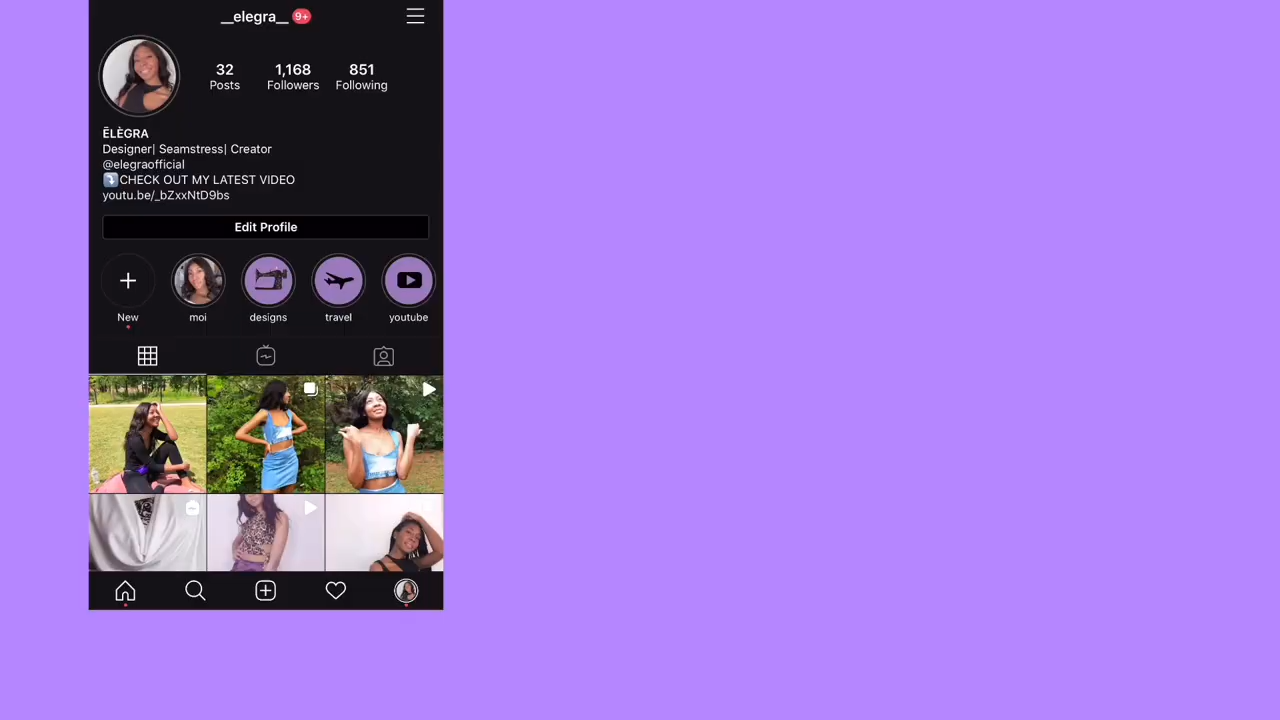 __elegra__ 9+
32 1,168 851
Posts Followers Following
ĒLÈGRA
Designer| Seamstress| Creator
@elegraofficial
⤵️CHECK OUT MY LATEST VIDEO
youtu.be/_bZxxNtD9bs
Edit Profile
New moi designs travel youtube